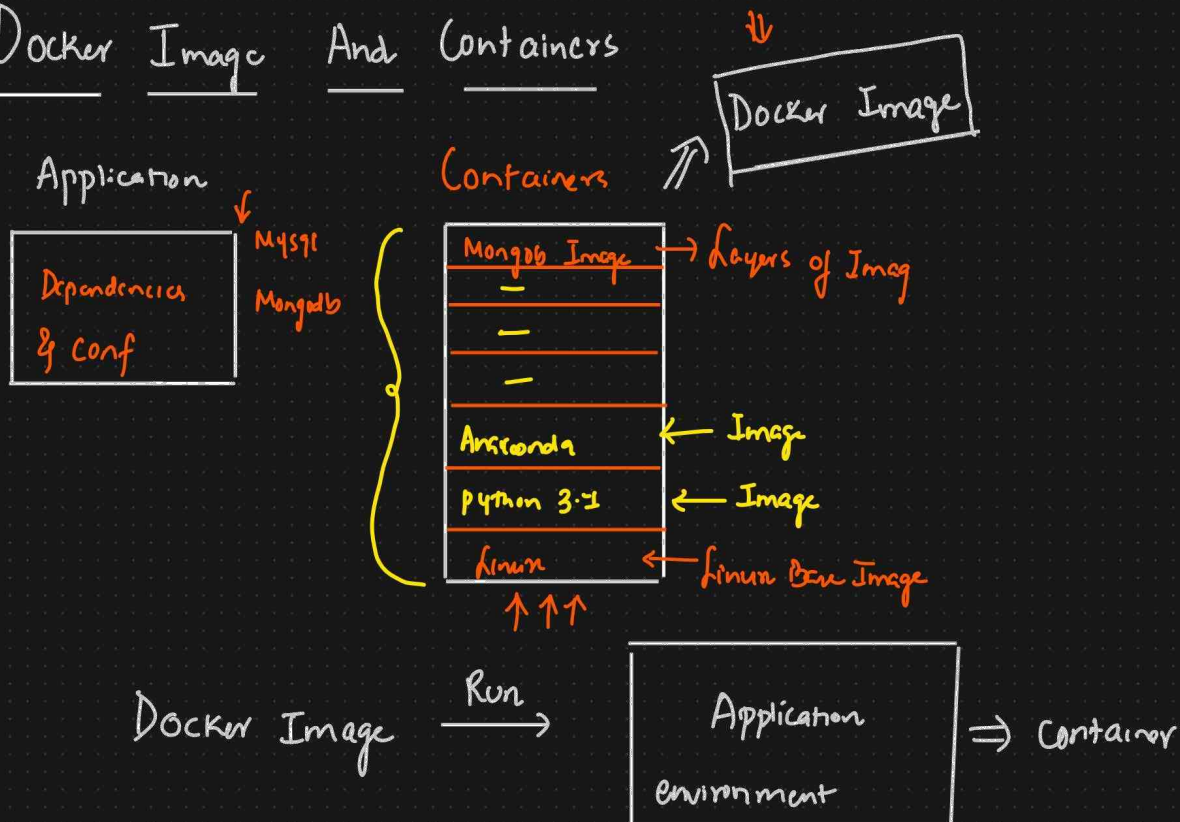 Docker Image And Containers
Docker Image
Application
Containers
Mysql
Mongodb
Dependencies
& Conf
Mongodb Image
Layers of Imag
Anaconda
Image
Python 3.1
Image
Linux
Linux Base Image
Docker Image
Run
Application
environment
Container